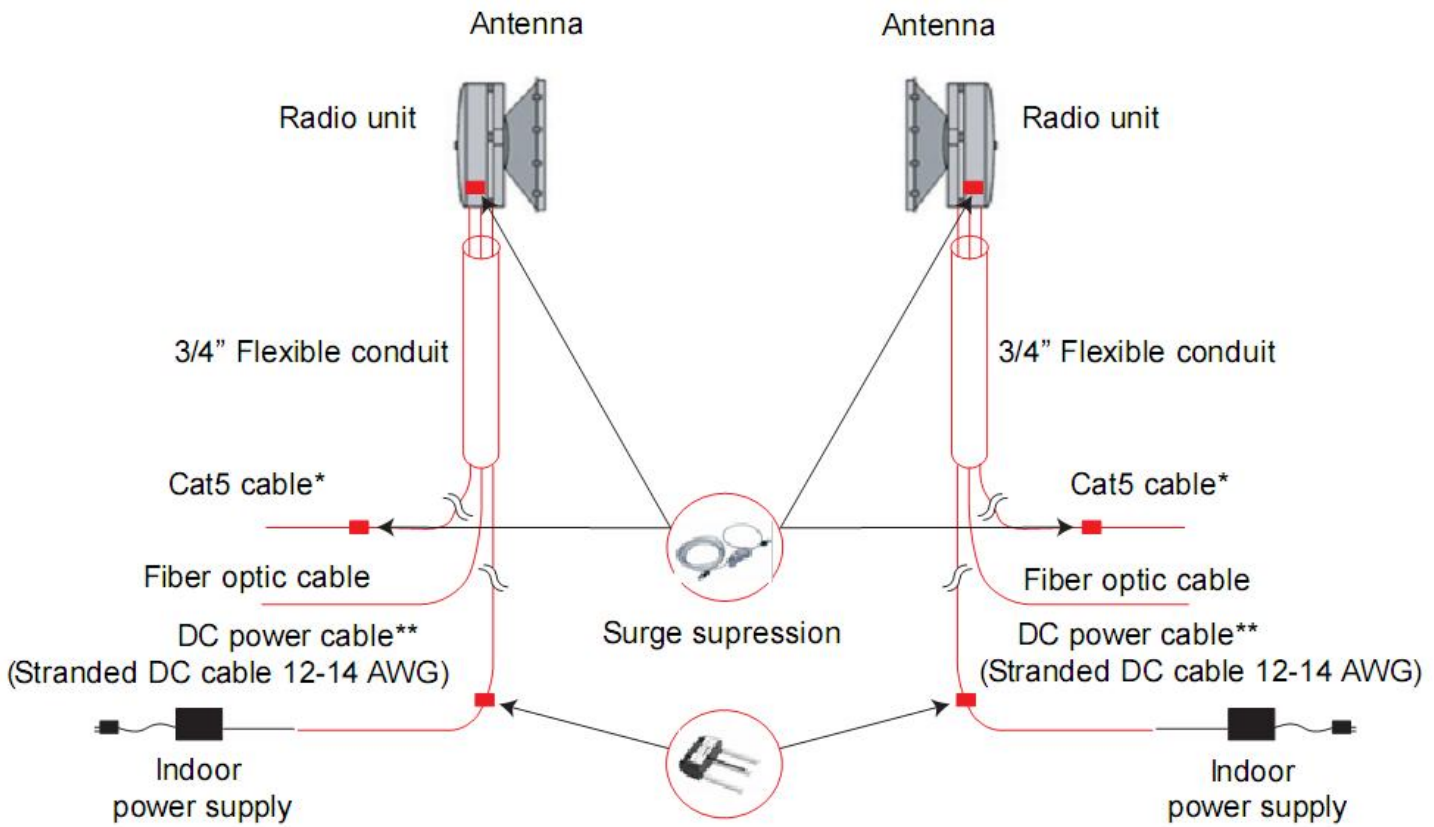 Antenna
Antenna
Radio unit
Radio unit
3/4” Flexible conduit
3/4” Flexible conduit
Cat5 cable*
Cat5 cable*
Fiber optic cable
Fiber optic cable
Surge supression
DC power cable**
(Stranded DC cable 12-14 AWG)
DC power cable**
(Stranded DC cable 12-14 AWG)
Indoor
power supply
Indoor
power supply